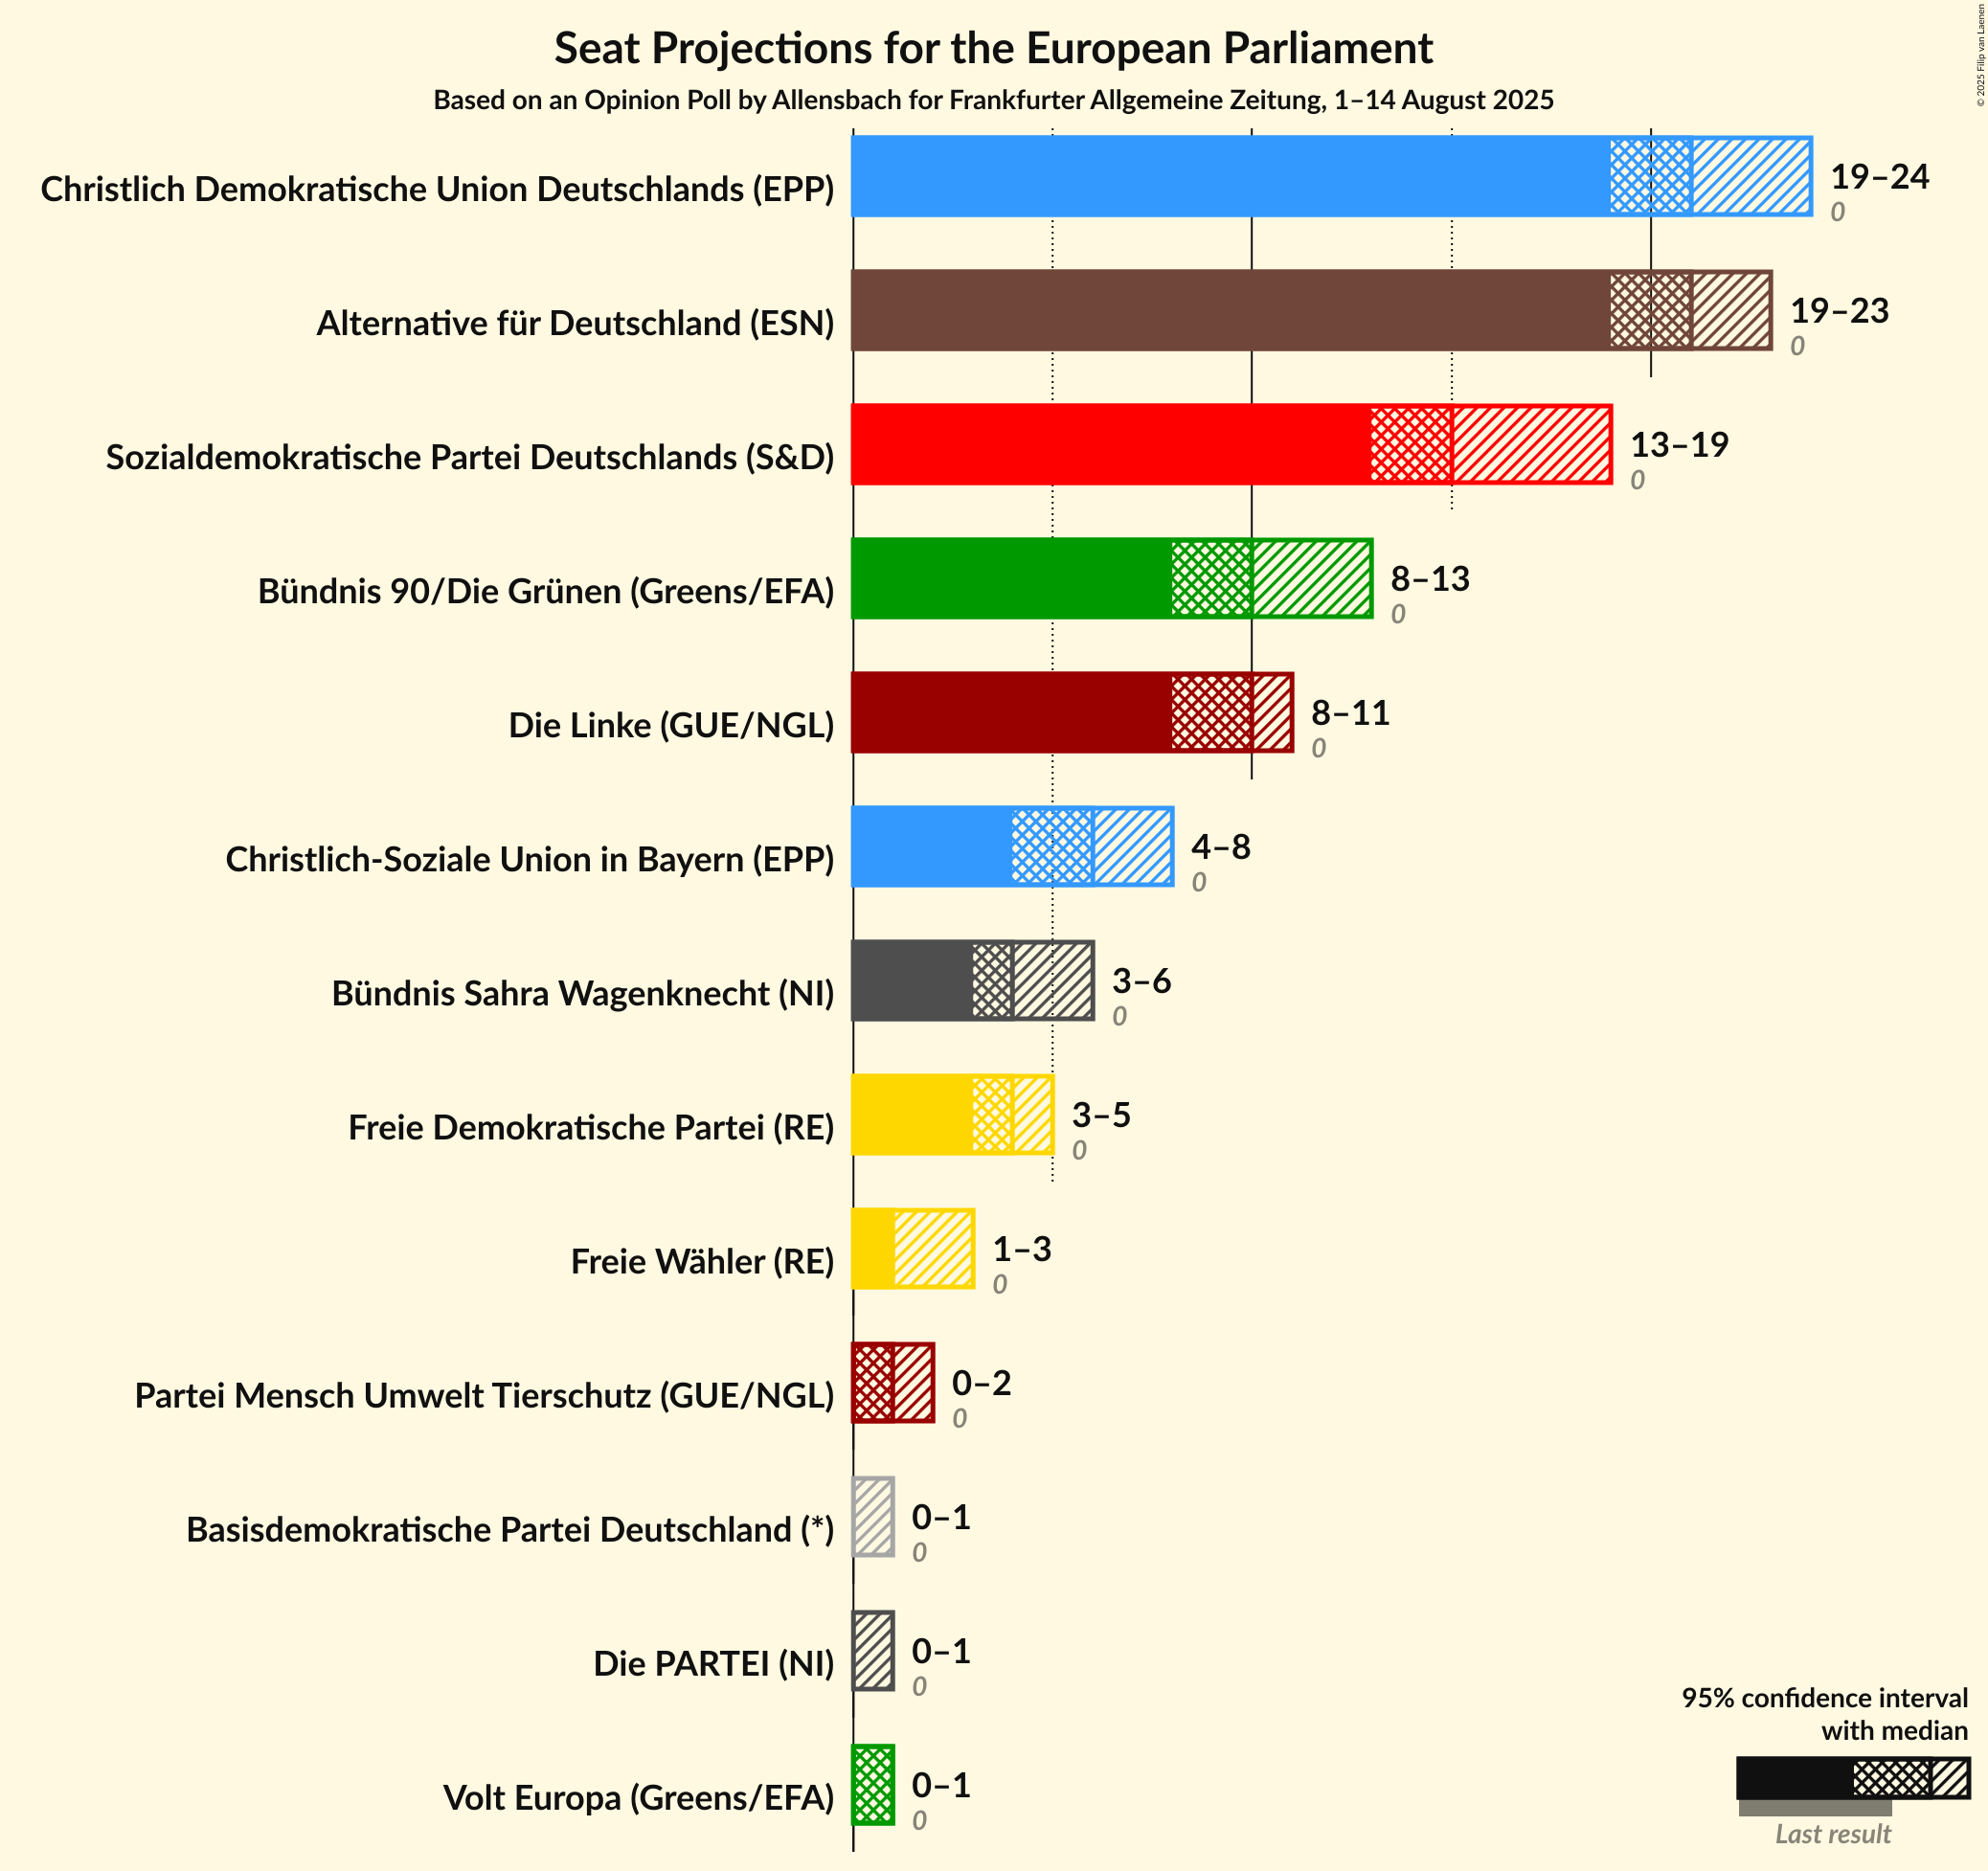 Seat Projections for the European Parliament
Based on an Opinion Poll by Allensbach for Frankfurter Allgemeine Zeitung, 1–14 August 2025
© 2025 Filip van Laenen
Christlich Demokratische Union Deutschlands (EPP)
19–24
0
Alternative für Deutschland (ESN)
19–23
0
Sozialdemokratische Partei Deutschlands (S&D)
13–19
0
Bündnis 90/Die Grünen (Greens/EFA)
8–13
0
Die Linke (GUE/NGL)
8–11
0
Christlich-Soziale Union in Bayern (EPP)
4–8
0
Bündnis Sahra Wagenknecht (NI)
3–6
0
Freie Demokratische Partei (RE)
3–5
0
Freie Wähler (RE)
1–3
0
Partei Mensch Umwelt Tierschutz (GUE/NGL)
0–2
0
Basisdemokratische Partei Deutschland (*)
0–1
0
Die PARTEI (NI)
0–1
0
Volt Europa (Greens/EFA)
0–1
0
95% confidence interval
with median
Last result